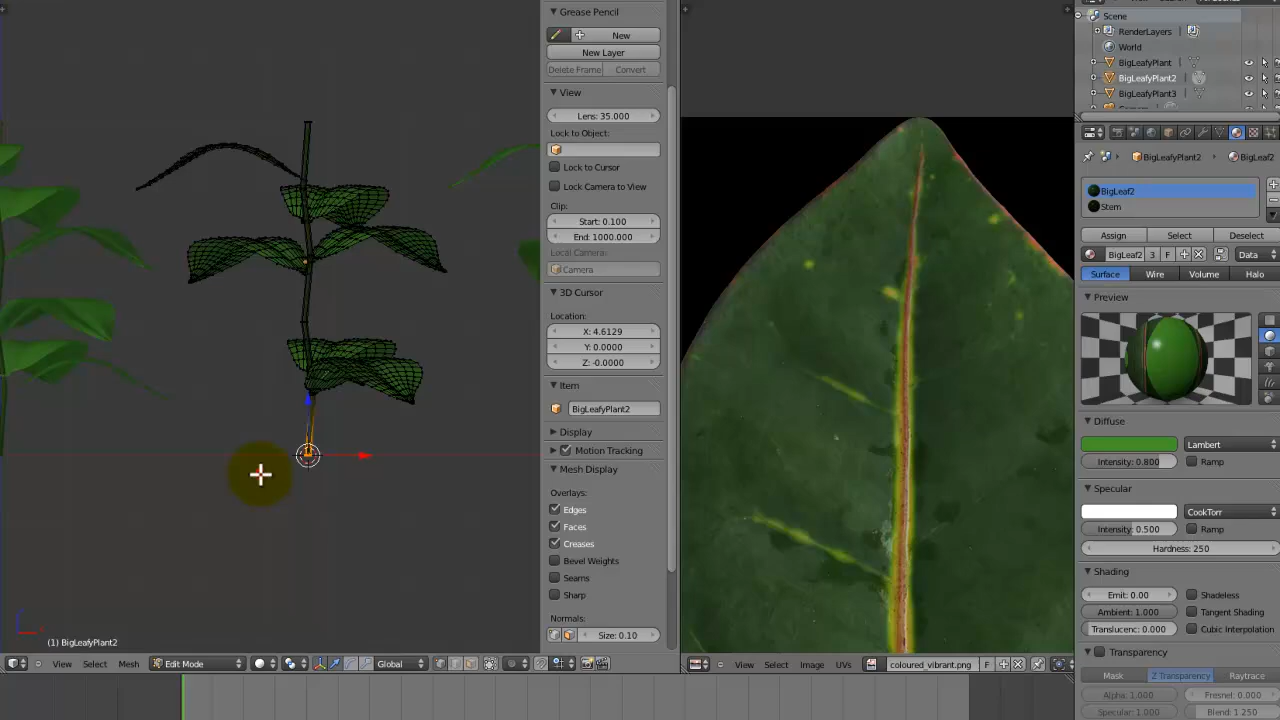 Grease Pencil
New
New Layer
Delete Frame
Convert
View
Lens: 35.000
Lock to Object:
Lock to Cursor
Lock Camera to View
Clip:
Start: 0.100
End: 1000.000
Local Camera:
Camera
3D Cursor
Location:
X: 4.6129
Y: 0.0000
Z: -0.0000
Item
BigLeafyPlant2
Display
Motion Tracking
Mesh Display
Overlays:
Edges
Faces
Creases
Bevel Weights
Seams
Sharp
Normals:
Size: 0.10
(1) BigLeafyPlant2
View Select Mesh Edit Mode Global
View Select Image UVs coloured_vibrant.png F
Scene
RenderLayers
World
BigLeafyPlant
BigLeafyPlant2
BigLeafyPlant3
BigLeafyPlant2 BigLeaf2
BigLeaf2
Stem
Assign Select Deselect
BigLeaf2 3 F Data
Surface Wire Volume Halo
Preview
Diffuse
Lambert
Intensity: 0.800 Ramp
Specular
CookTorr
Intensity: 0.500 Ramp
Hardness: 250
Shading
Emit: 0.00 Shadeless
Ambient: 1.000 Tangent Shading
Translucenc: 0.000 Cubic Interpolation
Transparency
Mask Z Transparency Raytrace
Alpha: 1.000 Fresnel: 0.000
Specular: 1.000 Blend: 1.250